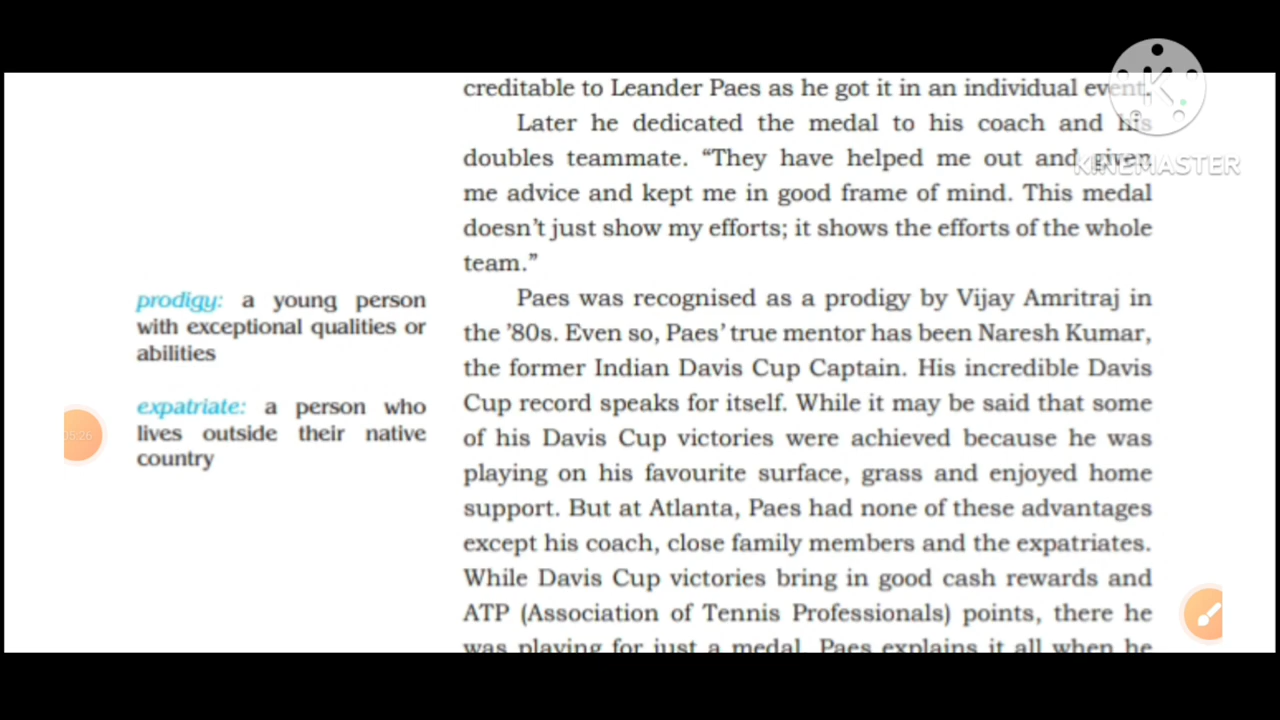 creditable to Leander Paes as he got it in an individual event.
Later he dedicated the medal to his coach and his
doubles teammate. “They have helped me out and given
me advice and kept me in good frame of mind. This medal
doesn’t just show my efforts; it shows the efforts of the whole
team.”
prodigy: a young person
with exceptional qualities or
abilities
expatriate: a person who
lives outside their native
country
Paes was recognised as a prodigy by Vijay Amritraj in
the ’80s. Even so, Paes’ true mentor has been Naresh Kumar,
the former Indian Davis Cup Captain. His incredible Davis
Cup record speaks for itself. While it may be said that some
of his Davis Cup victories were achieved because he was
playing on his favourite surface, grass and enjoyed home
support. But at Atlanta, Paes had none of these advantages
except his coach, close family members and the expatriates.
While Davis Cup victories bring in good cash rewards and
ATP (Association of Tennis Professionals) points, there he
was playing for just a medal. Paes explains it all when he
KINEMASTER
05:26